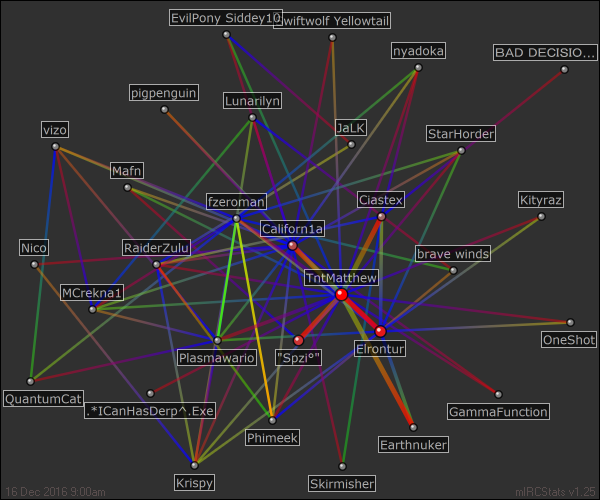 EvilPony Siddey10
Swiftwolf Yellowtail
nyadoka
BAD DECISIO...
pigpenguin
Lunarilyn
vizo
JaLK
StarHorder
Mafn
fzeroman
Ciastex
Kityraz
Californ1a
Nico
RaiderZulu
brave winds
TntMatthew
MCrekna1
OneShot
Plasmawario
"Spzi°"
Elrontur
QuantumCat
.*ICanHasDerp^.Exe
GammaFunction
Phimeek
Earthnuker
Krispy
Skirmisher
16 Dec 2016 9:00am
mIRCStats v1.25